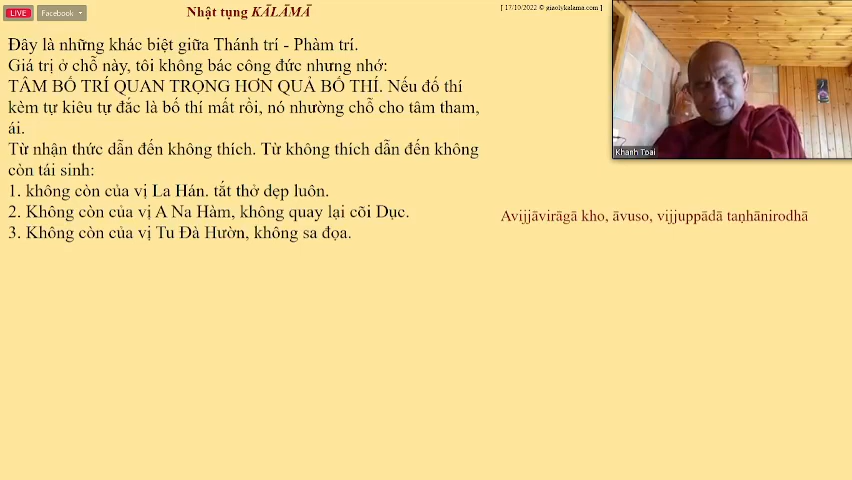 LIVE
Facebook
Nhật tụng KĀLĀMĀ
[ 17/10/2022 © giaolykalama.com ]
Đây là những khác biệt giữa Thánh trí - Phàm trí.
Giá trị ở chỗ này, tôi không bác công đức nhưng nhớ:
TÂM BỐ TRÍ QUAN TRỌNG HƠN QUẢ BỐ THÍ. Nếu đố thí
kèm tự kiêu tự đắc là bố thí mất rồi, nó nhường chỗ cho tâm tham,
ái.
Từ nhận thức dẫn đến không thích. Từ không thích dẫn đến không
còn tái sinh:
1. không còn của vị La Hán. tắt thở đẹp luôn.
2. Không còn của vị A Na Hàm, không quay lại cõi Dục.
3. Không còn của vị Tu Đà Hườn, không sa đọa.
Khanh Toai
Avijjāvirāgā kho, āvuso, vijjuppādā taṇhānirodhā